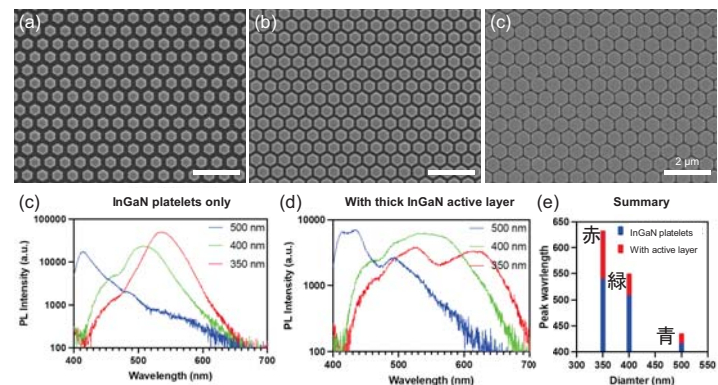 (a)
(b)
(c)
2 μm
(c)
InGaN platelets only
100000
10000
1000
100
PL Intensity (a.u.)
500 nm
400 nm
350 nm
400
500
600
700
Wavelength (nm)
(d)
With thick InGaN active layer
10000
1000
100
PL Intensity (a.u.)
500 nm
400 nm
350 nm
400
500
600
700
Wavelength (nm)
(e)
Summary
650
600
550
500
450
400
Peak wavrlength
赤
緑
青
InGaN platelets
With active layer
300
350
400
450
500
550
Diamter (nm)